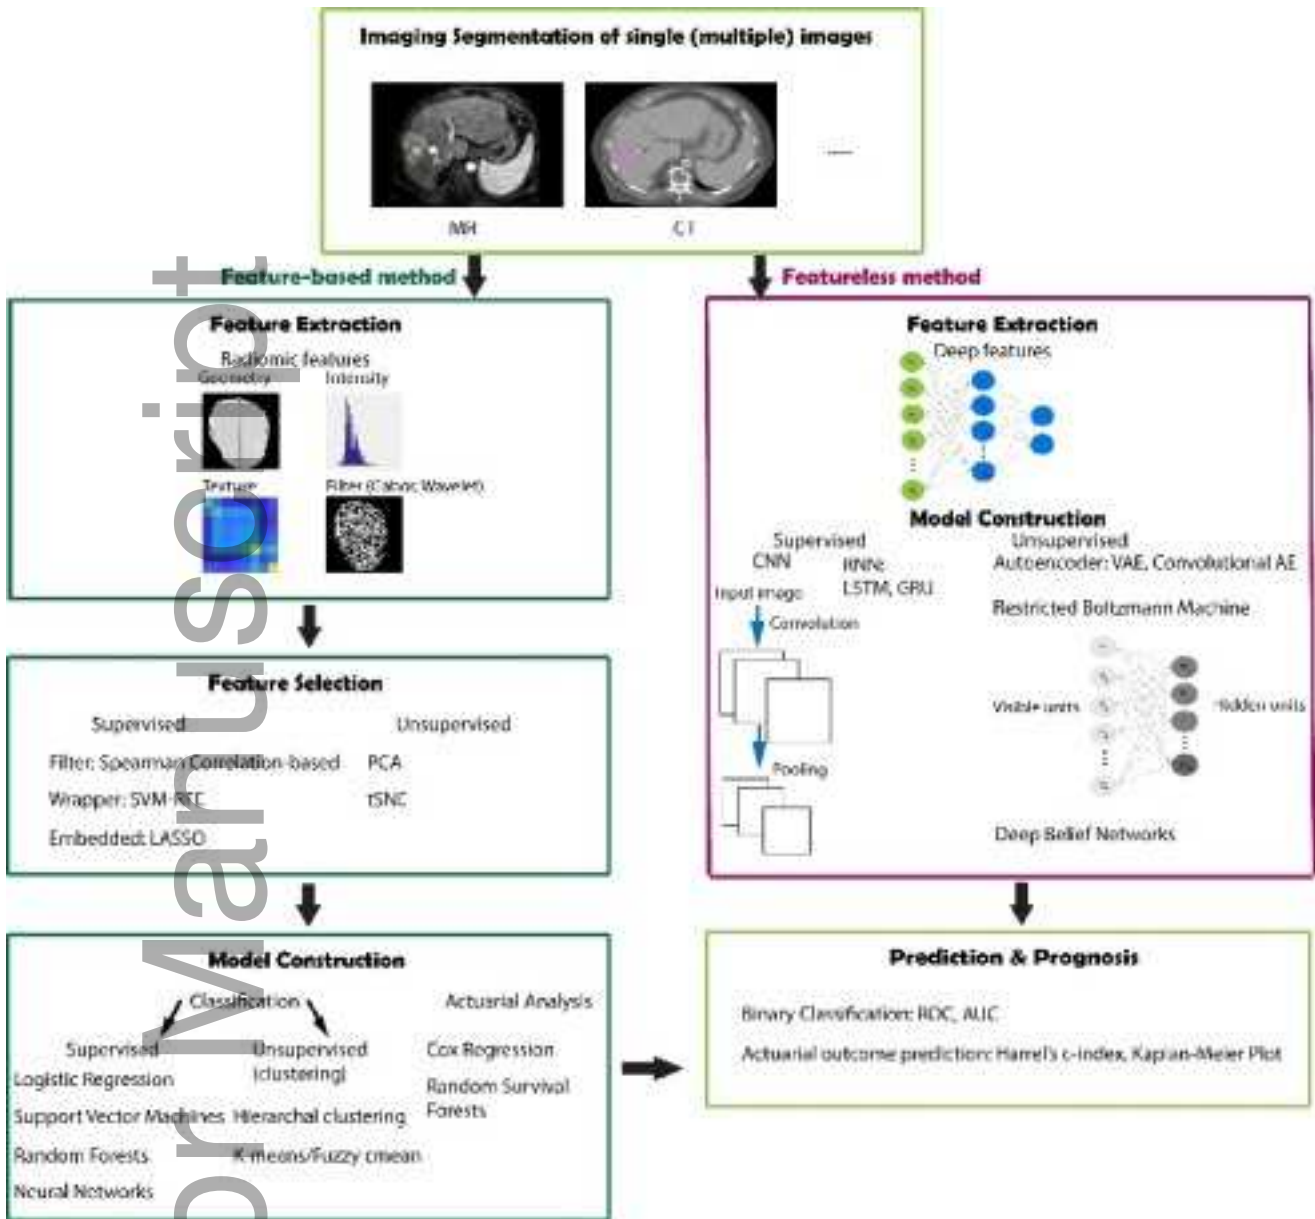 Imaging Segmentation of single (multiple) images
MR
CT
Feature-based method
Featureless method
Feature Extraction
Radiomic features
Geometry
Intensity
Texture
Filter (Gabor, Wavelet)
Feature Selection
Supervised
Unsupervised
Filter: Spearman Correlation-based
PCA
Wrapper: SVM-RFE
tSNE
Embedded: LASSO
Model Construction
Classification
Actuarial Analysis
Supervised
Unsupervised
(clustering)
Cox Regression
Logistic Regression
Random Survival
Forests
Support Vector Machines
Hierarchal clustering
Random Forests
K-means/Fuzzy cmean
Neural Networks
Feature Extraction
Deep features
Model Construction
Supervised
Unsupervised
CNN
RNN:
LSTM, GRU
Autoencoder: VAE, Convolutional AE
Input image
Convolution
Restricted Boltzmann Machine
Visible units
Hidden units
Pooling
Deep Belief Networks
Prediction & Prognosis
Binary Classification: ROC, AUC
Actuarial outcome prediction: Harrel's c-index, Kaplan-Meier Plot
or Manuscript